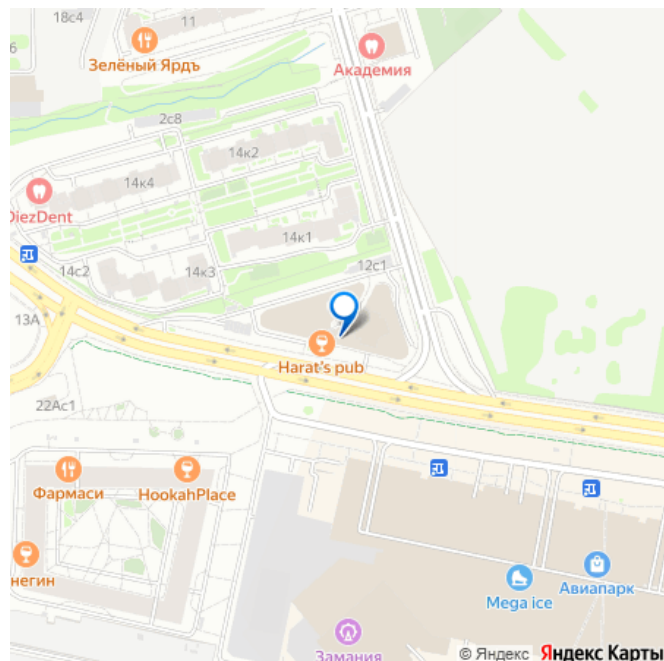 18с4
11
6
Зелёный Ярдъ
Академия
2с8
14к2
14к4
DiezDent
14к1
12с1
14с2
14к3
13А
Harat's pub
22Ас1
Фармаси
HookahPlace
негин
Mega ice
Авиапарк
Замания
© Яндекс Яндекс Карты